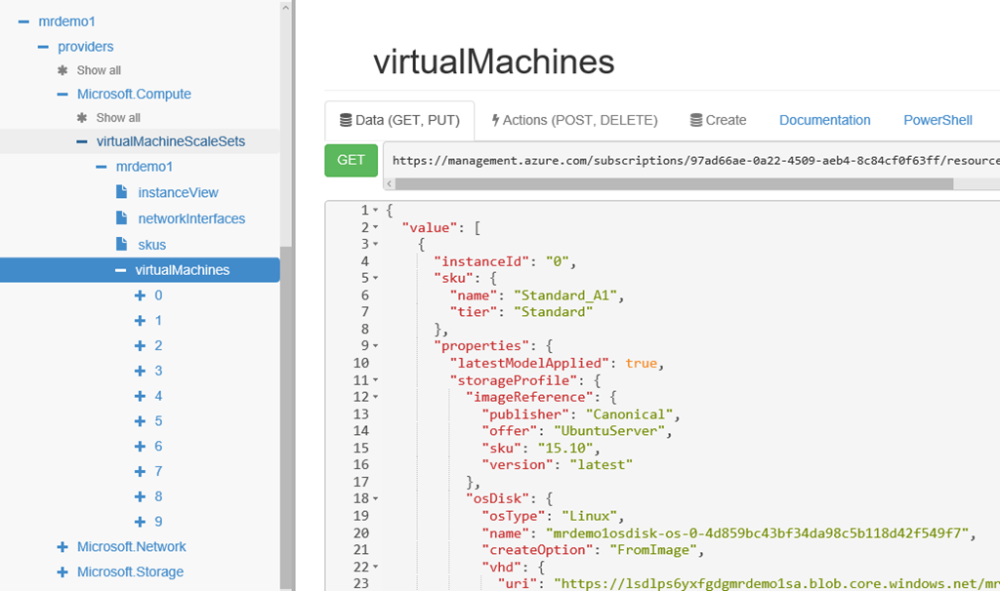 mrdemo1
providers
Show all
Microsoft.Compute
Show all
virtualMachineScaleSets
mrdemo1
instanceView
networkInterfaces
skus
virtualMachines
0
1
2
3
4
5
6
7
8
9
Microsoft.Network
Microsoft.Storage
virtualMachines
Data (GET, PUT) Actions (POST, DELETE) Create Documentation PowerShell
GET https://management.azure.com/subscriptions/97ad66ae-0a22-4509-aeb4-8c84cf0f63ff/resource
1 {
2 "value": [
3 {
4 "instanceId": "0",
5 "sku": {
6 "name": "Standard_A1",
7 "tier": "Standard"
8 },
9 "properties": {
10 "latestModelApplied": true,
11 "storageProfile": {
12 "imageReference": {
13 "publisher": "Canonical",
14 "offer": "UbuntuServer",
15 "sku": "15.10",
16 "version": "latest"
17 },
18 "osDisk": {
19 "osType": "Linux",
20 "name": "mrdemo1osdisk-os-0-4d859bc43bf34da98c5b118d42f549f7",
21 "createOption": "FromImage",
22 "vhd": {
23 "uri": "https://lsdlps6yxfgdgmrdemo1sa.blob.core.windows.net/mr